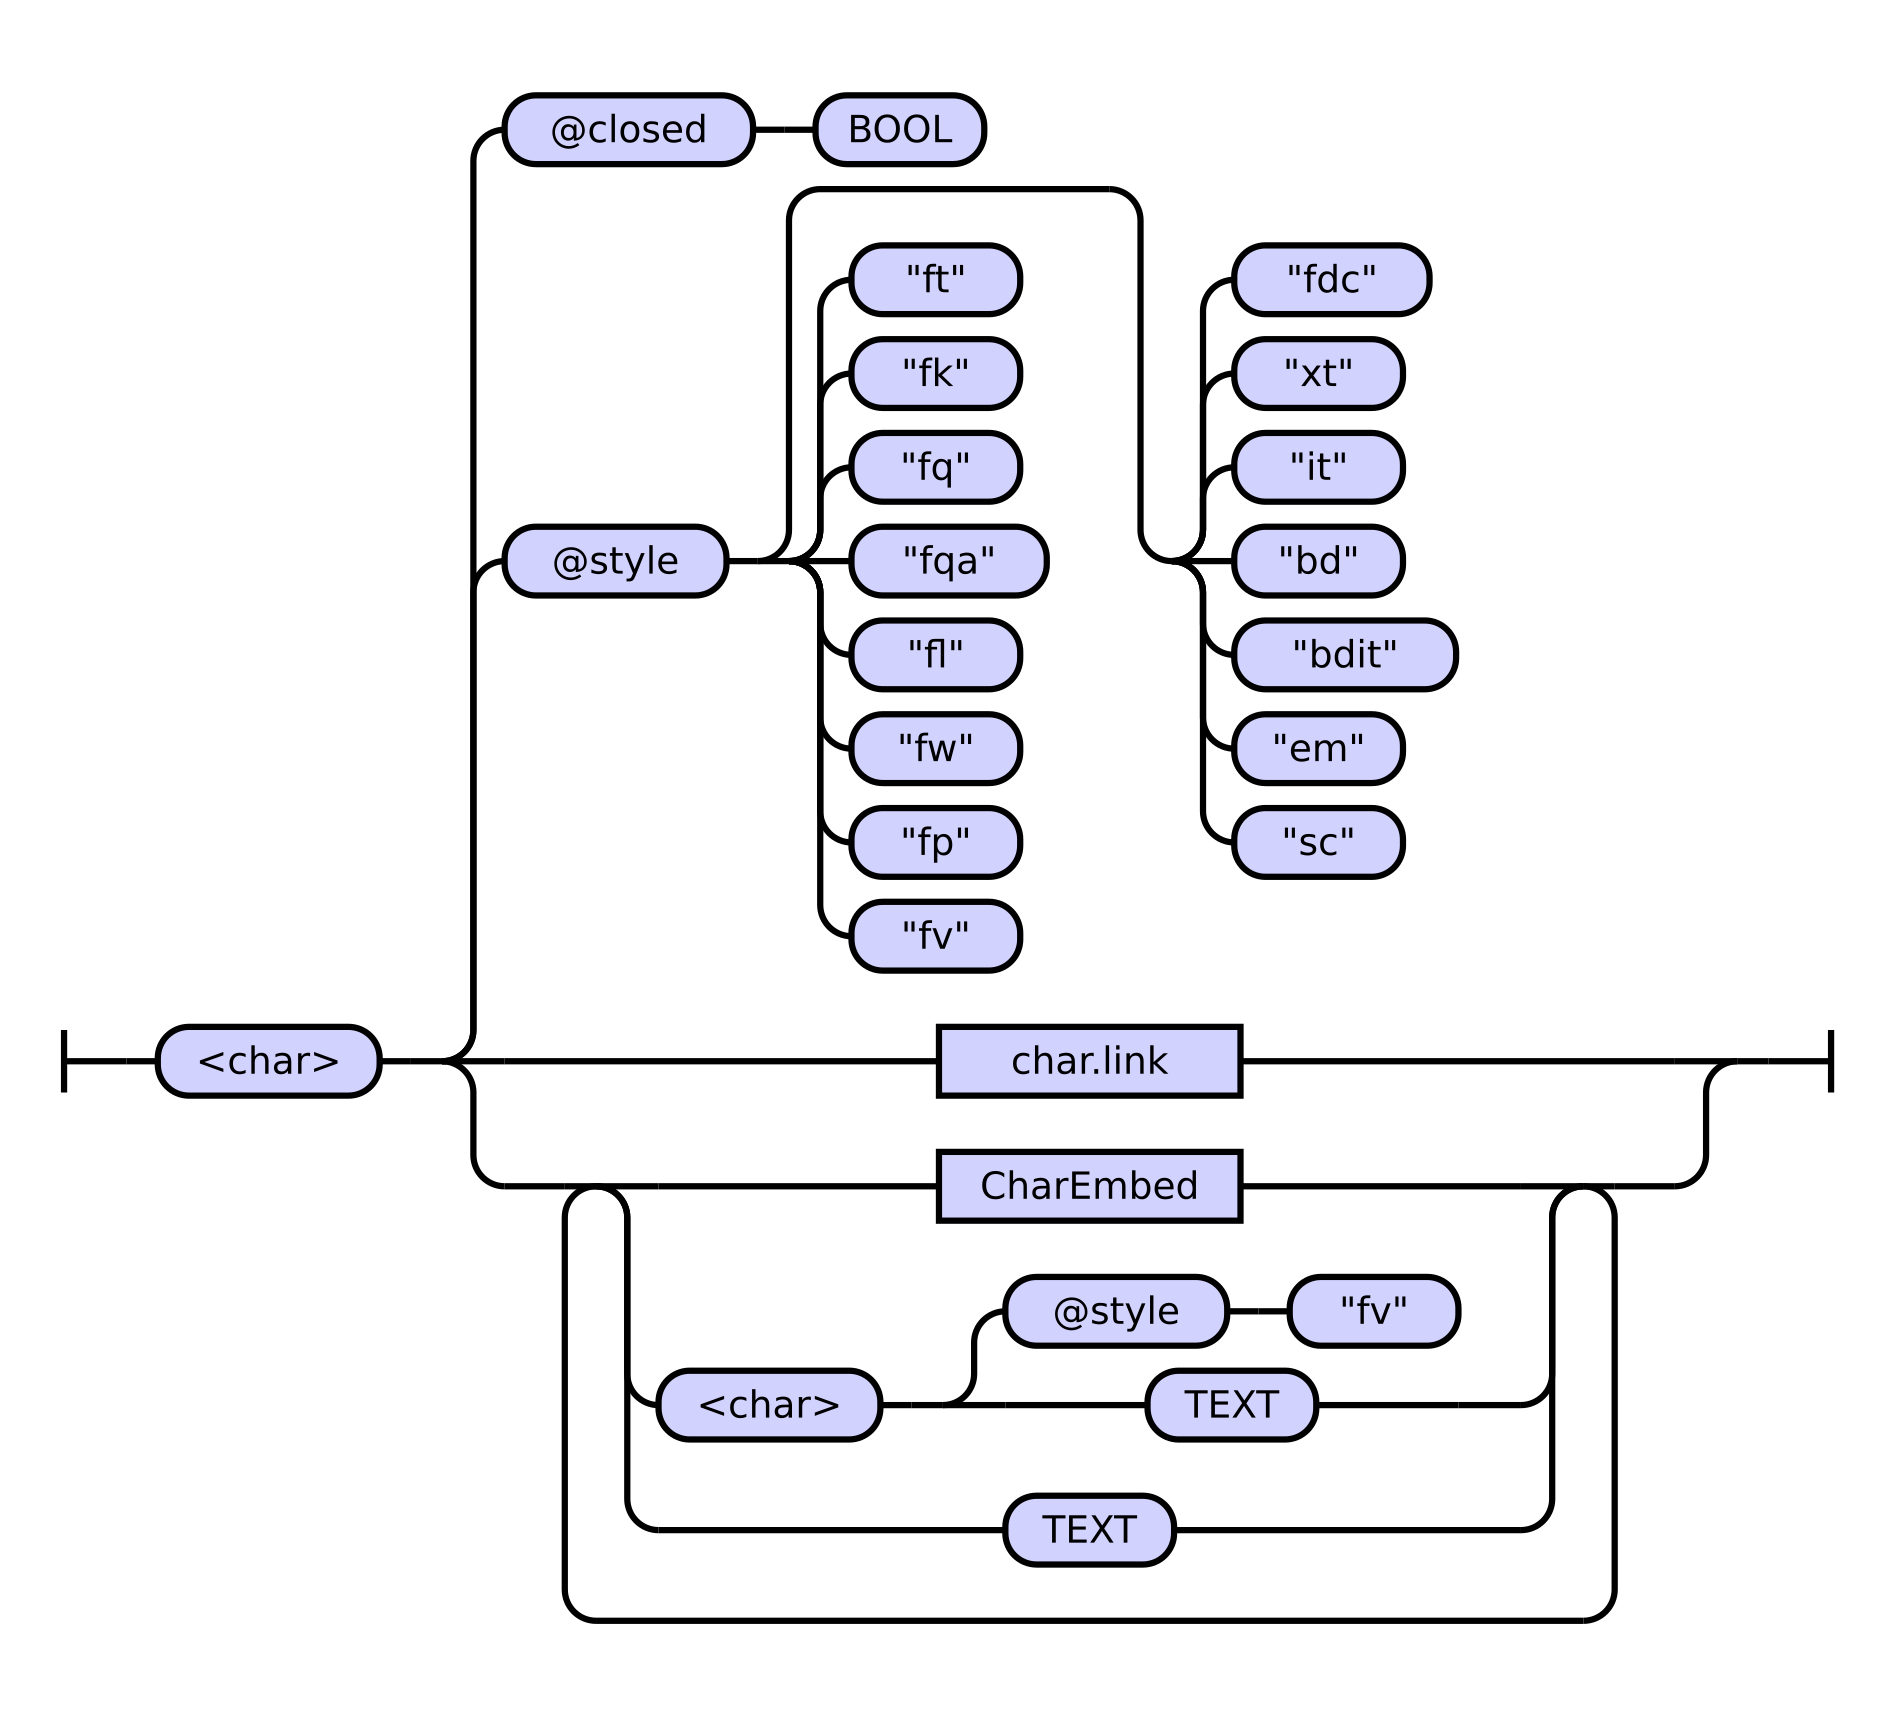 @closed BOOL
"ft" "fdc"
"fk" "xt"
"fq" "it"
@style "fqa" "bd"
"fl" "bdit"
"fw" "em"
"fp" "sc"
"fv"
<char> char.link
CharEmbed
@style "fv"
<char> TEXT
TEXT